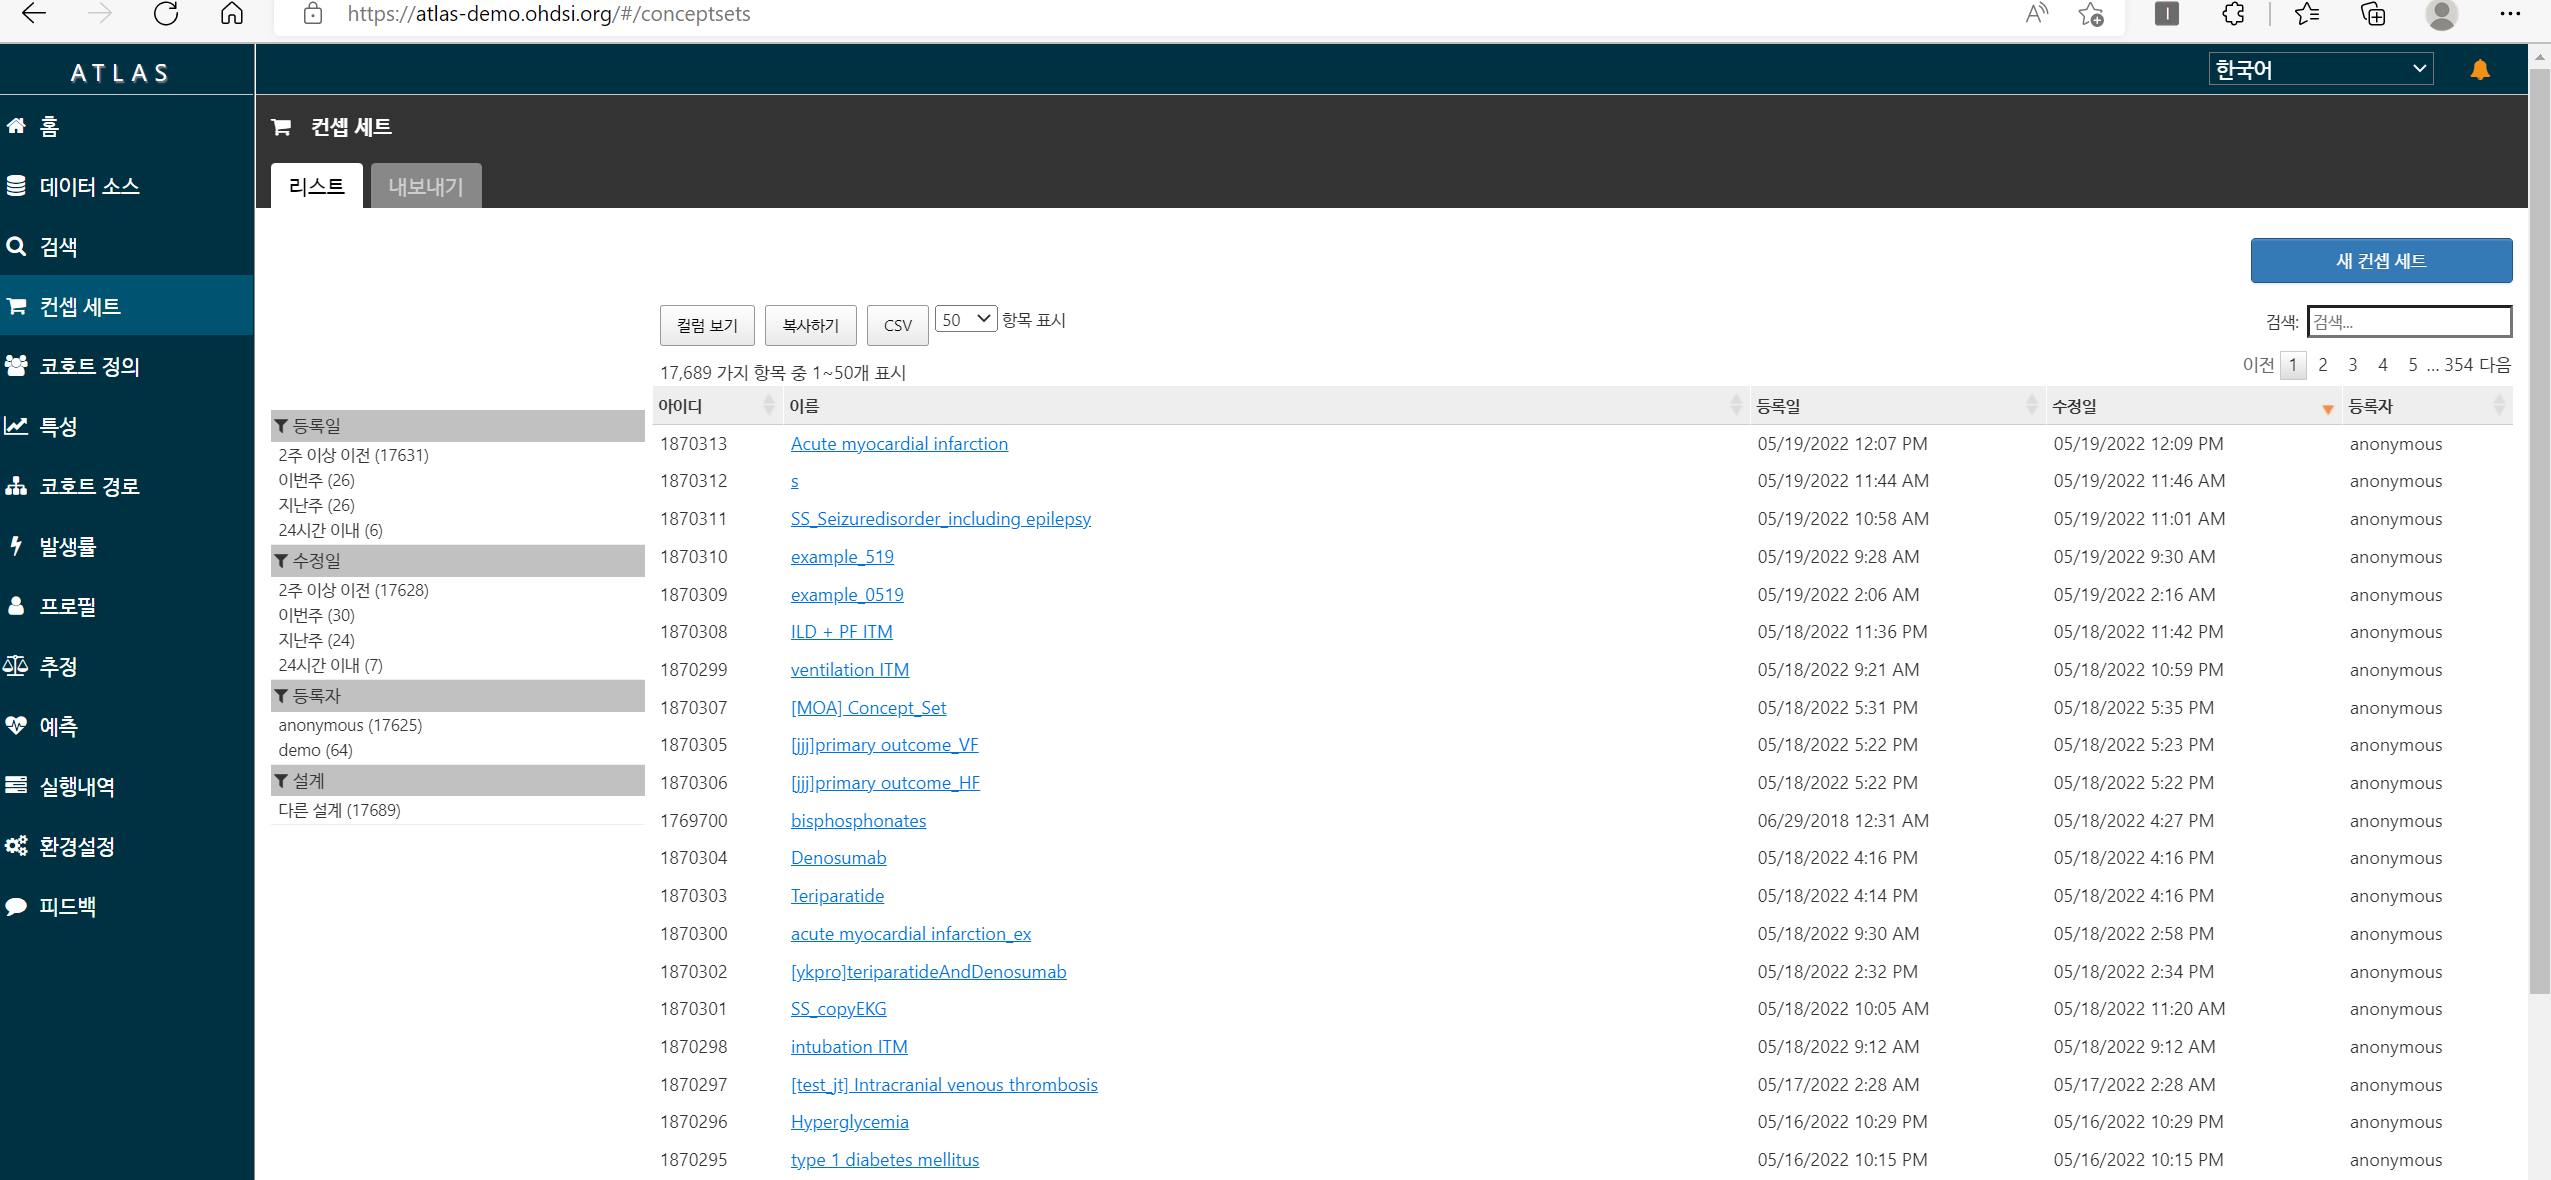 https://atlas-demo.ohdsi.org/#/conceptsets
ATLAS
한국어
홈
데이터 소스
검색
컨셉 세트
코호트 정의
특성
코호트 경로
발생률
프로필
추정
예측
실행내역
환경설정
피드백
컨셉 세트
리스트 내보내기
새 컨셉 세트
컬럼 보기 복사하기 CSV 50 항목 표시
검색: 검색...
17,689 가지 항목 중 1~50개 표시
이전 1 2 3 4 5 ... 354 다음
등록일
2주 이상 이전 (17631)
이번주 (26)
지난주 (26)
24시간 이내 (6)
수정일
2주 이상 이전 (17628)
이번주 (30)
지난주 (24)
24시간 이내 (7)
등록자
anonymous (17625)
demo (64)
설계
다른 설계 (17689)
아이디 이름 등록일 수정일 등록자
1870313 Acute myocardial infarction 05/19/2022 12:07 PM 05/19/2022 12:09 PM anonymous
1870312 s 05/19/2022 11:44 AM 05/19/2022 11:46 AM anonymous
1870311 SS_Seizuredisorder_including epilepsy 05/19/2022 10:58 AM 05/19/2022 11:01 AM anonymous
1870310 example_519 05/19/2022 9:28 AM 05/19/2022 9:30 AM anonymous
1870309 example_0519 05/19/2022 2:06 AM 05/19/2022 2:16 AM anonymous
1870308 ILD + PF ITM 05/18/2022 11:36 PM 05/18/2022 11:42 PM anonymous
1870299 ventilation ITM 05/18/2022 9:21 AM 05/18/2022 10:59 PM anonymous
1870307 [MOA] Concept_Set 05/18/2022 5:31 PM 05/18/2022 5:35 PM anonymous
1870305 [jjj]primary outcome_VF 05/18/2022 5:22 PM 05/18/2022 5:23 PM anonymous
1870306 [jjj]primary outcome_HF 05/18/2022 5:22 PM 05/18/2022 5:22 PM anonymous
1769700 bisphosphonates 06/29/2018 12:31 AM 05/18/2022 4:27 PM anonymous
1870304 Denosumab 05/18/2022 4:16 PM 05/18/2022 4:16 PM anonymous
1870303 Teriparatide 05/18/2022 4:14 PM 05/18/2022 4:16 PM anonymous
1870300 acute myocardial infarction_ex 05/18/2022 9:30 AM 05/18/2022 2:58 PM anonymous
1870302 [ykpro]teriparatideAndDenosumab 05/18/2022 2:32 PM 05/18/2022 2:34 PM anonymous
1870301 SS_copyEKG 05/18/2022 10:05 AM 05/18/2022 11:20 AM anonymous
1870298 intubation ITM 05/18/2022 9:12 AM 05/18/2022 9:12 AM anonymous
1870297 [test_jt] Intracranial venous thrombosis 05/17/2022 2:28 AM 05/17/2022 2:28 AM anonymous
1870296 Hyperglycemia 05/16/2022 10:29 PM 05/16/2022 10:29 PM anonymous
1870295 type 1 diabetes mellitus 05/16/2022 10:15 PM 05/16/2022 10:15 PM anonymous